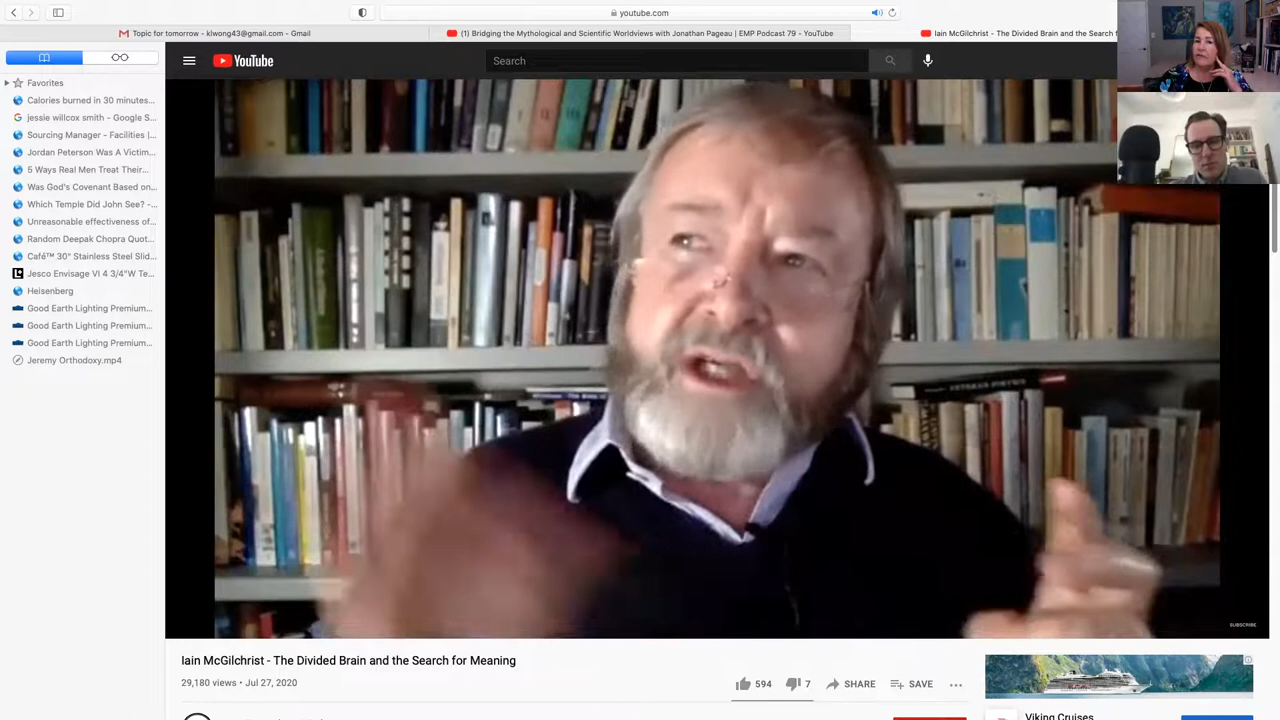 youtube.com
Topic for tomorrow - klwong43@gmail.com - Gmail
(1) Bridging the Mythological and Scientific Worldviews with Jonathan Pageau | EMP Podcast 79 - YouTube
Iain McGilchrist - The Divided Brain and the Search f
YouTube
Search
Favorites
Calories burned in 30 minutes...
jessie willcox smith - Google S...
Sourcing Manager - Facilities |...
Jordan Peterson Was A Victim...
5 Ways Real Men Treat Their...
Was God's Covenant Based on...
Which Temple Did John See? -...
Unreasonable effectiveness of...
Random Deepak Chopra Quot...
Café™ 30" Stainless Steel Slid...
Jesco Envisage VI 4 3/4"W Te...
Heisenberg
Good Earth Lighting Premium...
Good Earth Lighting Premium...
Good Earth Lighting Premium...
Jeremy Orthodoxy.mp4
SUBSCRIBE
Iain McGilchrist - The Divided Brain and the Search for Meaning
29,180 views • Jul 27, 2020
594
7
SHARE
SAVE
Viking Cruises